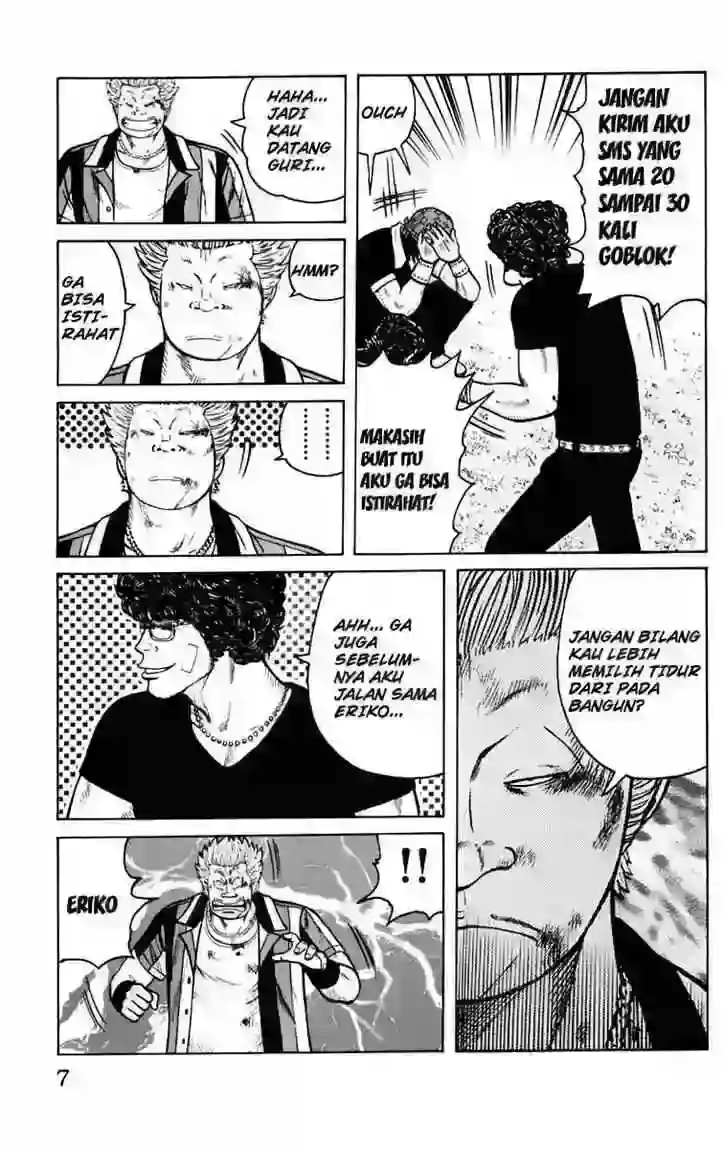 JANGAN
KIRIM AKU
SMS YANG
SAMA 20
SAMPAI 30
KALI
GOBLOK!
OUCH
MAKASIH
BUAT ITU
AKU GA BISA
ISTIRAHAT!
HAHA...
JADI
KAU
DATANG
GURI...
HMM?
GA
BISA
ISTI-
RAHAT
JANGAN BILANG
KAU LEBIH
MEMILIH TIDUR
DARI PADA
BANGUN?
AHH... GA
JUGA
SEBELUM-
NYA AKU
JALAN SAMA
ERIKO...
!!
ERIKO
7